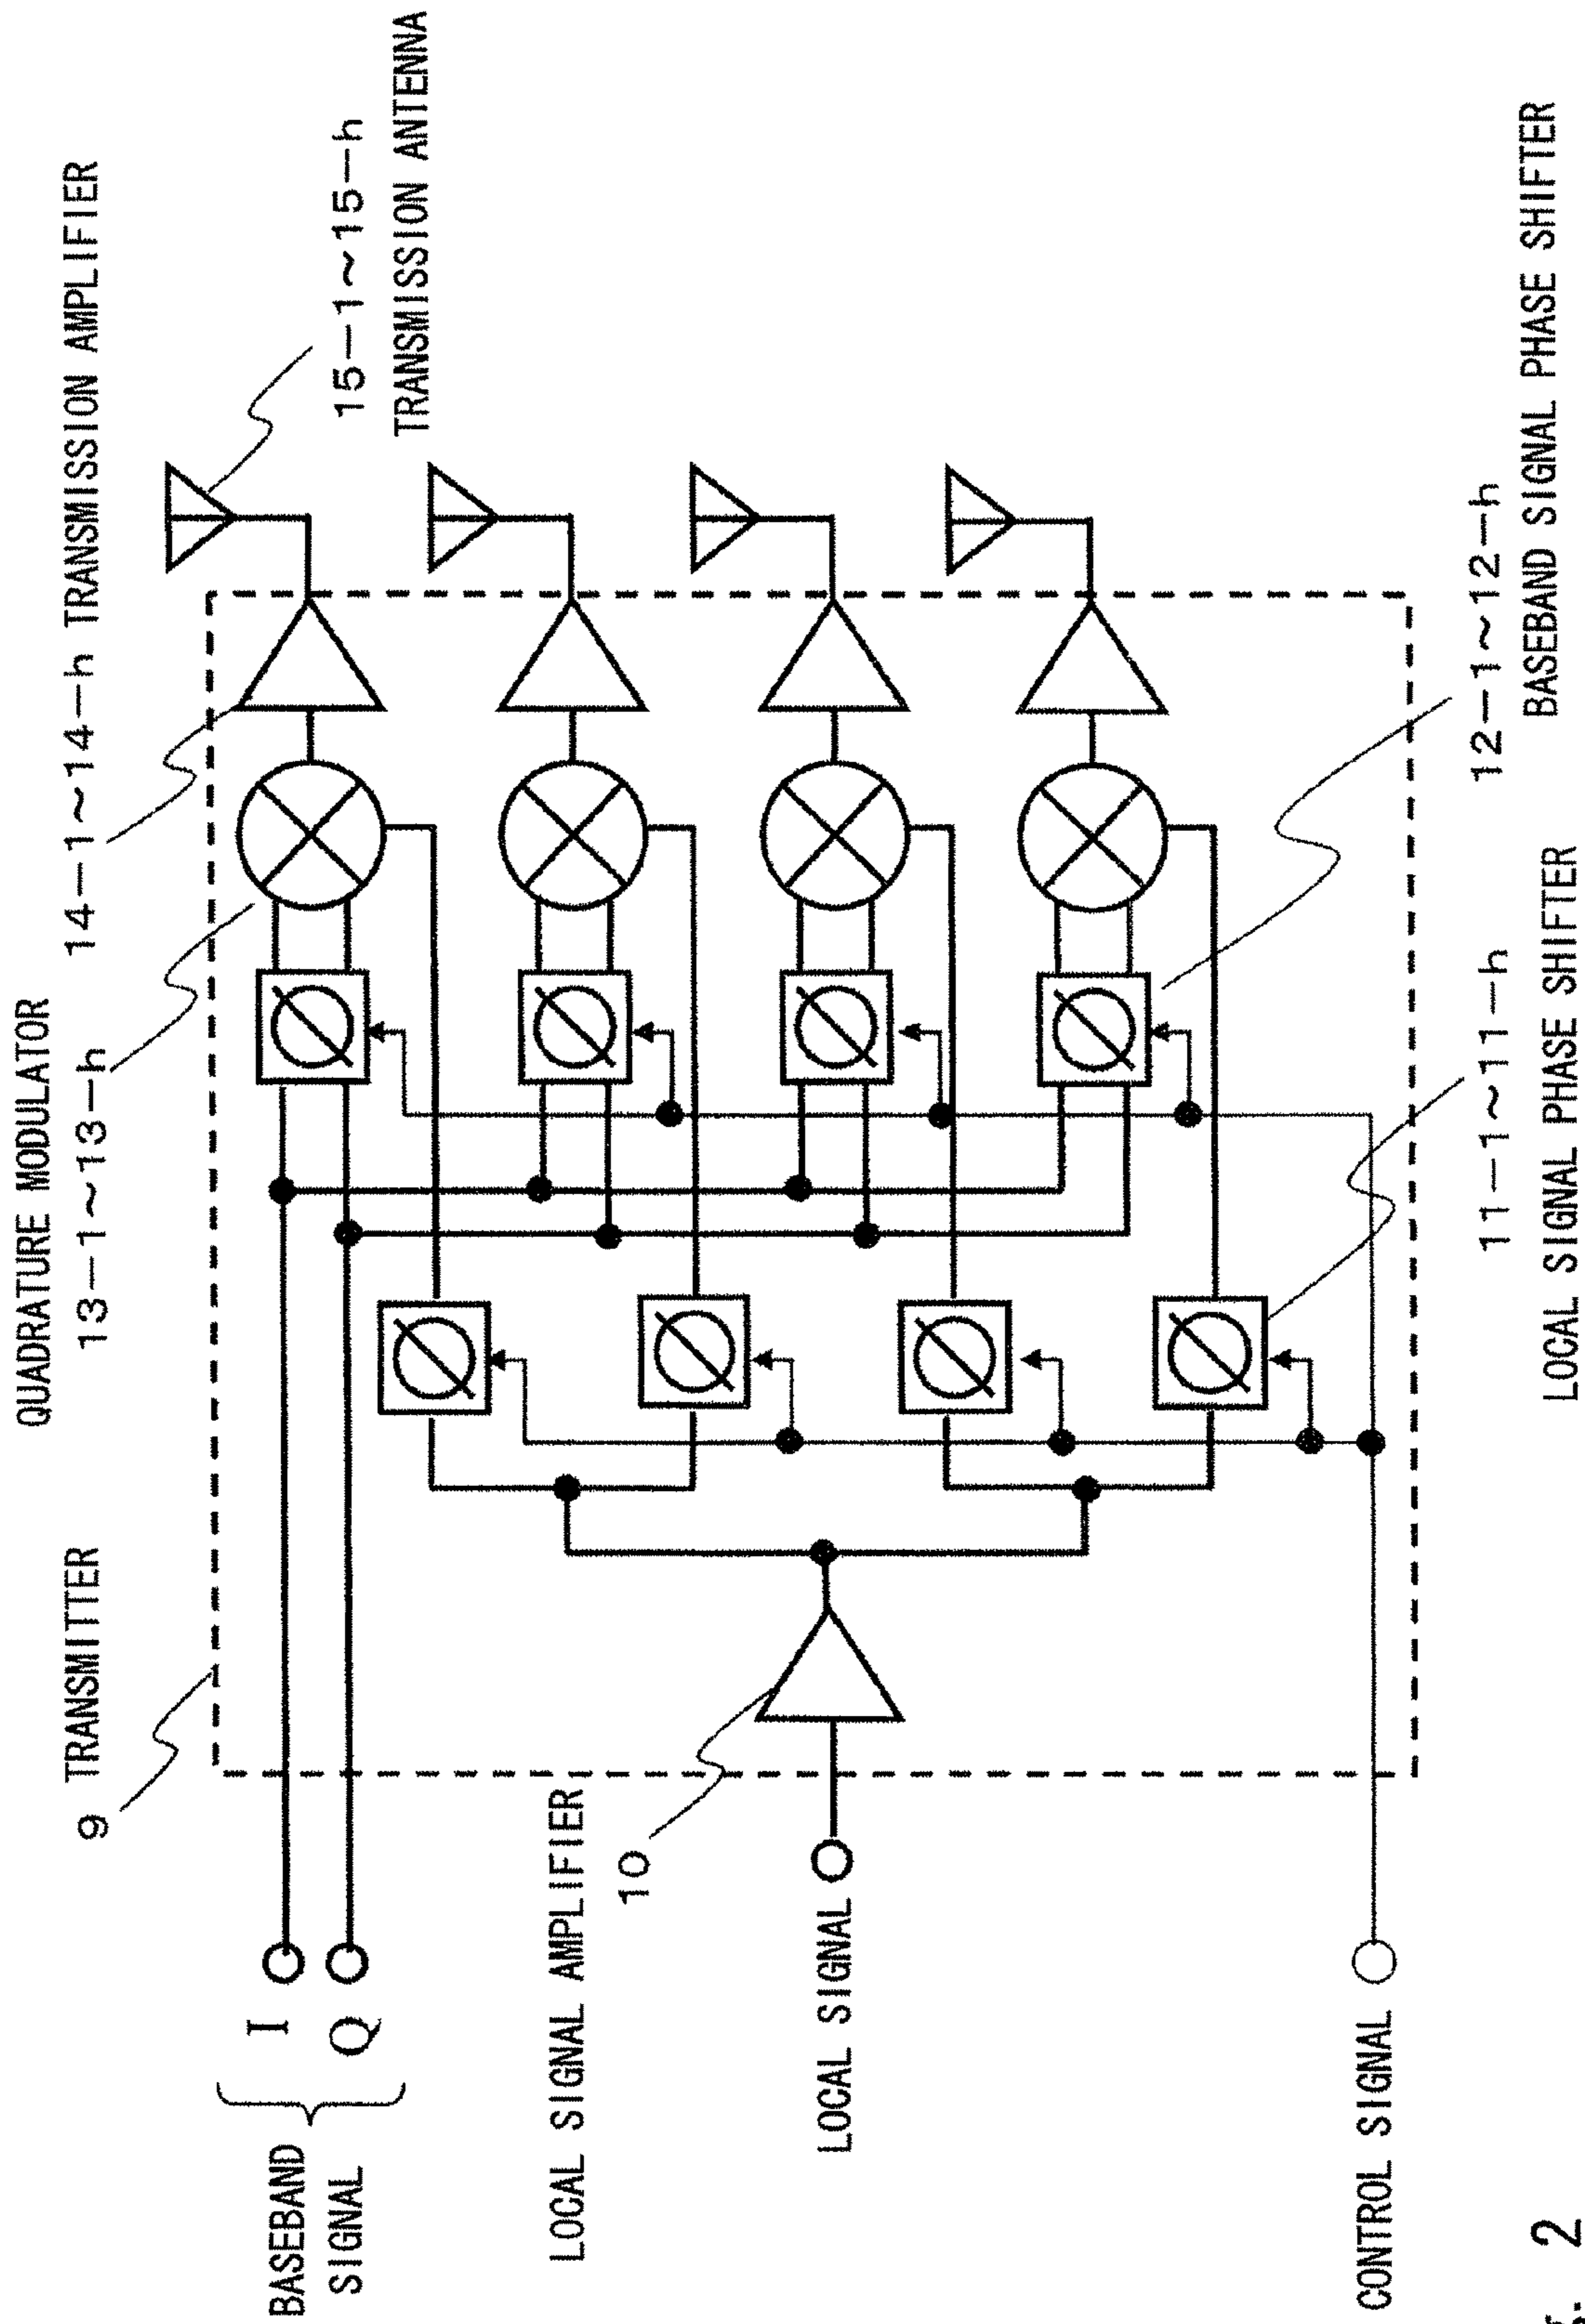 QUADRATURE MODULATOR
13-1~13-h
9 TRANSMITTER
14-1~14-h TRANSMISSION AMPLIFIER
15-1~15-h
TRANSMISSION ANTENNA
BASEBAND
SIGNAL
I
Q
LOCAL SIGNAL AMPLIFIER
10
LOCAL SIGNAL
CONTROL SIGNAL
12-1~12-h
BASEBAND SIGNAL PHASE SHIFTER
11-1~11-h
LOCAL SIGNAL PHASE SHIFTER
2